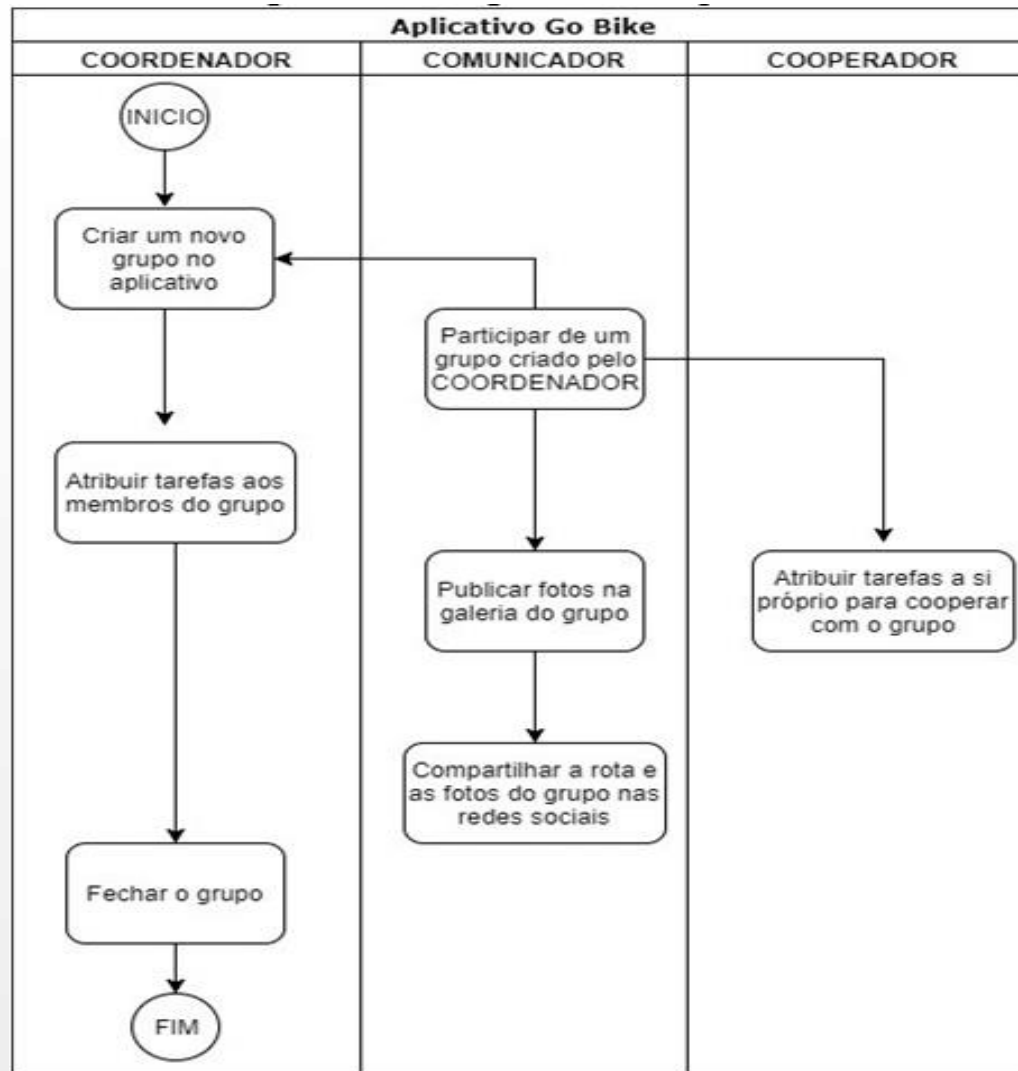 Aplicativo Go Bike
COORDENADOR
COMUNICADOR
COOPERADOR
INICIO
Criar um novo
grupo no
aplicativo
Participar de um
grupo criado pelo
COORDENADOR
Atribuir tarefas aos
membros do grupo
Publicar fotos na
galeria do grupo
Atribuir tarefas a si
próprio para cooperar
com o grupo
Compartilhar a rota e
as fotos do grupo nas
redes sociais
Fechar o grupo
FIM